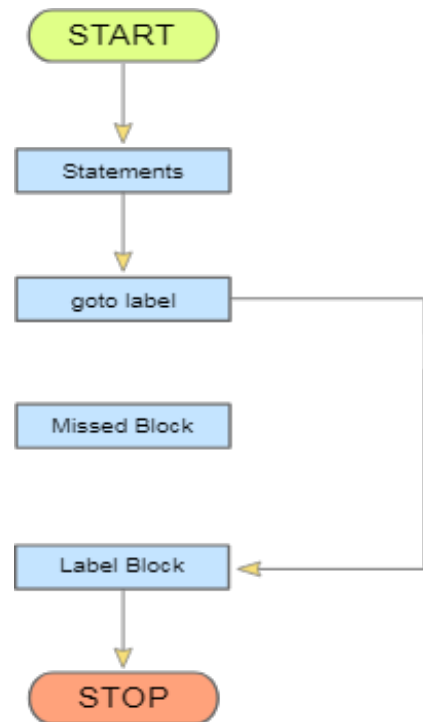 START
Statements
goto label
Missed Block
Label Block
STOP